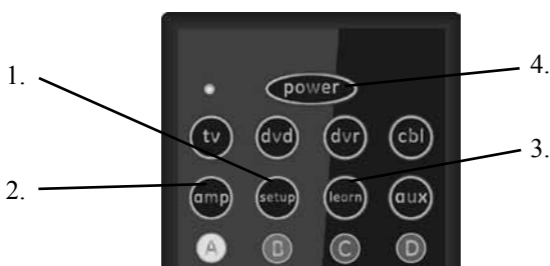 1.
4.
power
tv dvd dvr cbl
3.
2.
amp setup learn aux
A B C D